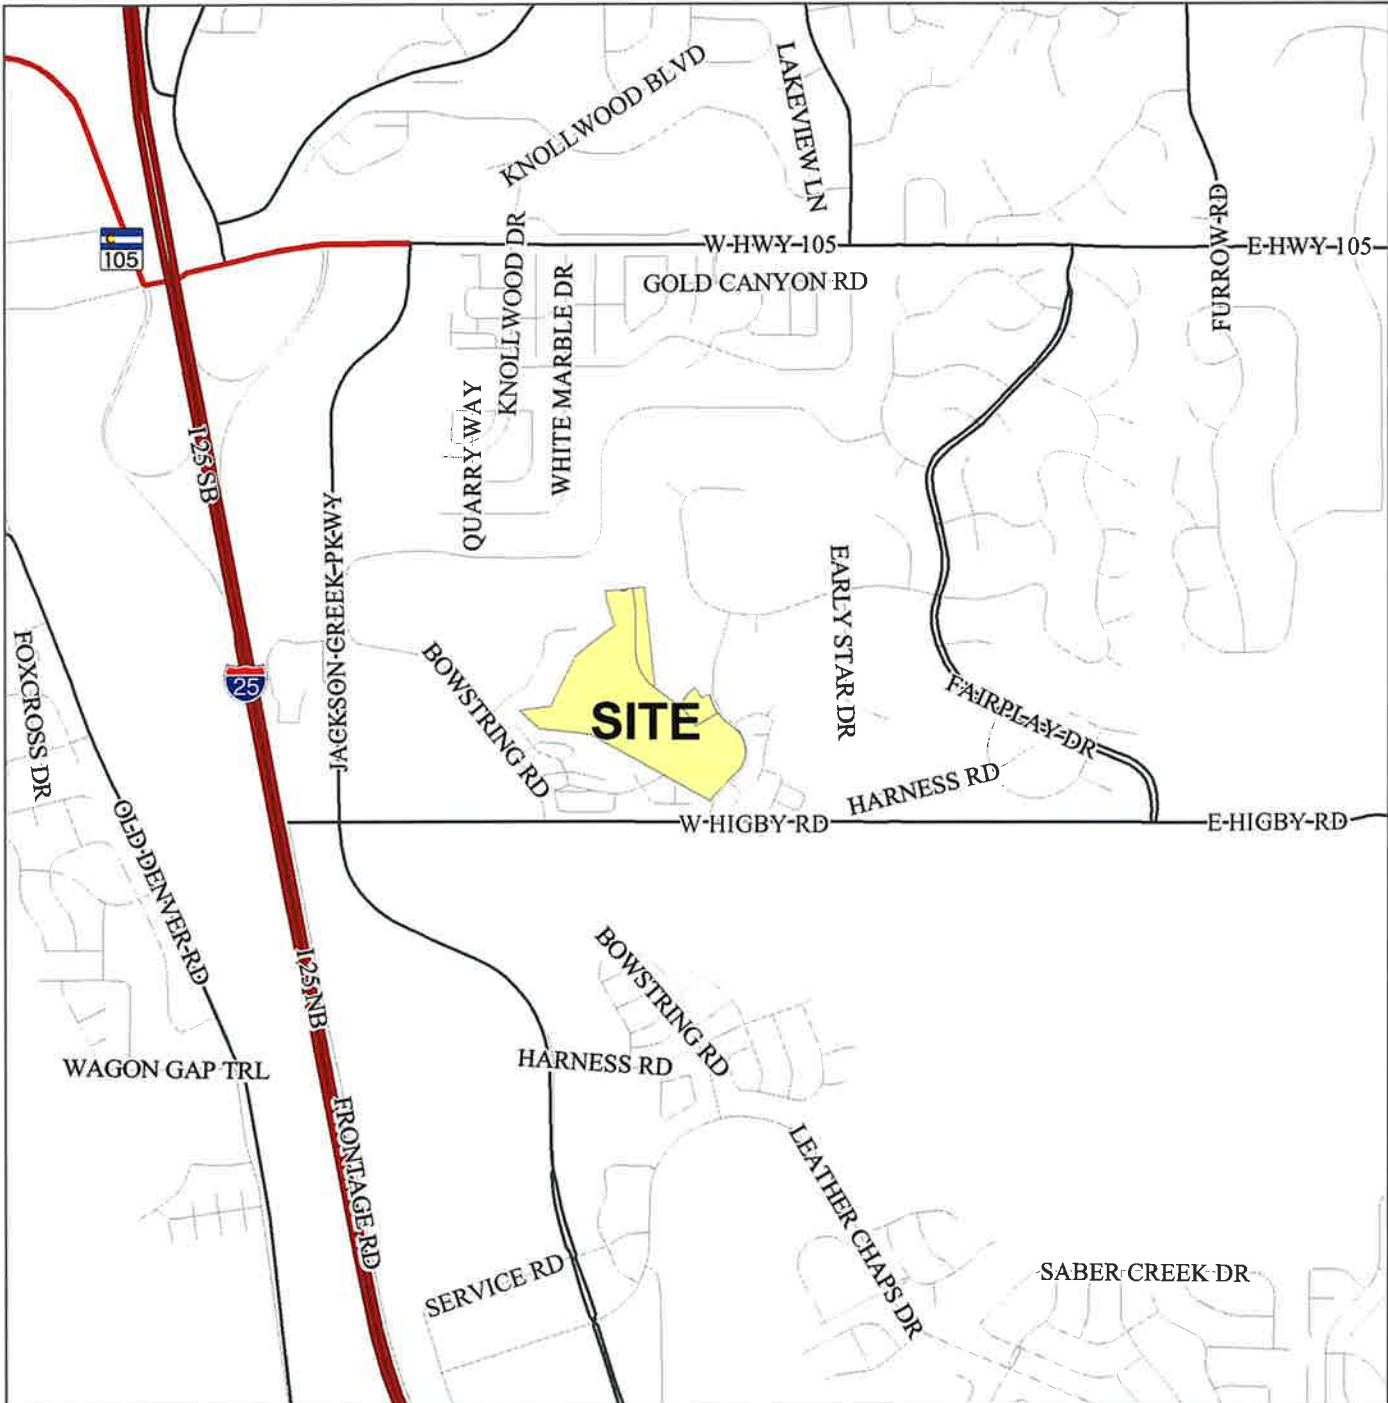 KNOLLWOOD BLVD
LAKEVIEW LN
FURROW RD
105
W HWY 105
E HWY 105
GOLD CANYON RD
KNOLLWOOD DR
WHITE MARBLE DR
QUARRY WAY
I 25 SB
JACKSON CREEK PKWY
EARLY STAR DR
FOXCROSS DR
25
BOWSTRING RD
SITE
FAIRPLAY DR
HARNESS RD
OLD DENVER RD
W HIGBY RD
E HIGBY RD
I 25 NB
BOWSTRING RD
WAGON GAP TRL
HARNESS RD
FRONTAGE RD
LEATHER CHAPS DR
SERVICE RD
SABER CREEK DR